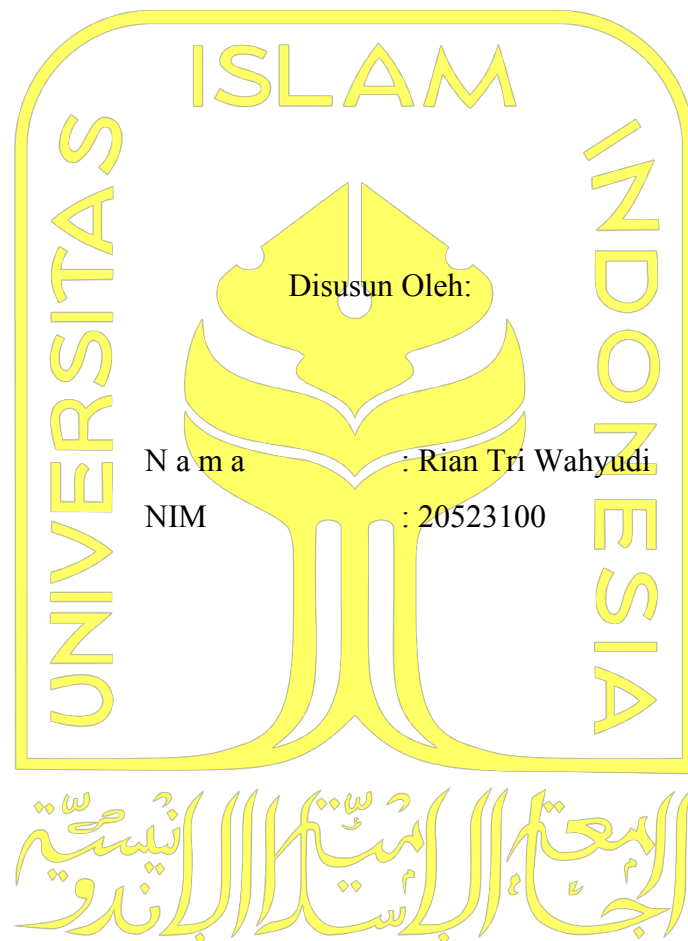 ISLAM
UNIVERSITAS
INDONESIA
Disusun Oleh:
N a m a : Rian Tri Wahyudi
NIM : 20523100
الجامعة الإسلامية الإندونيسية